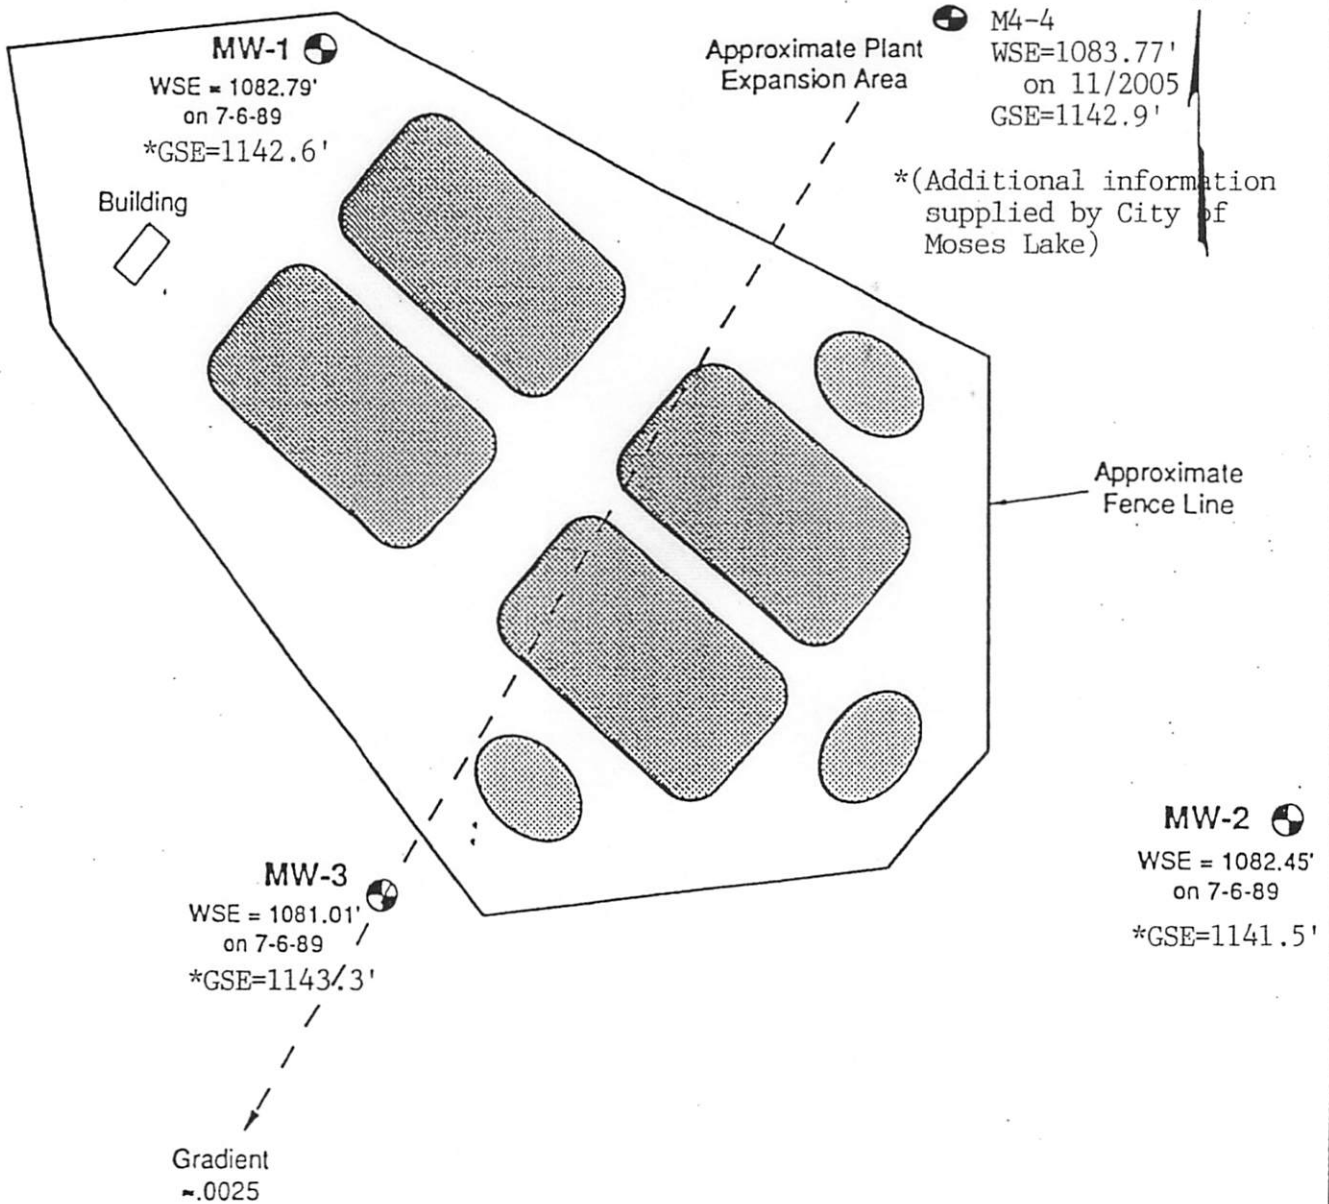 MW-1
WSE = 1082.79'
on 7-6-89
*GSE=1142.6'
Building
Approximate Plant
Expansion Area
M4-4
WSE=1083.77'
on 11/2005
GSE=1142.9'
*(Additional information
supplied by City of
Moses Lake)
Approximate
Fence Line
MW-2
WSE = 1082.45'
on 7-6-89
*GSE=1141.5'
MW-3
WSE = 1081.01'
on 7-6-89
*GSE=1143.3'
Gradient
≈.0025